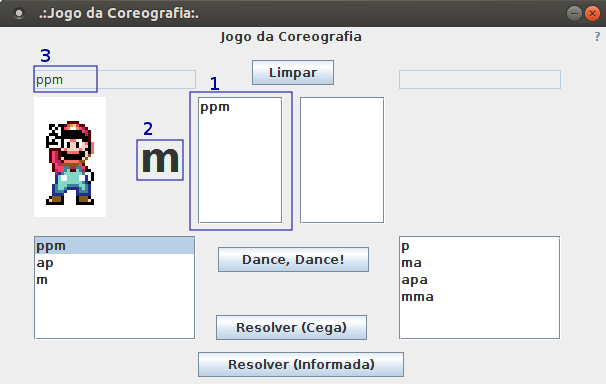 .:Jogo da Coreografia:.
Jogo da Coreografia
?
3
ppm
Limpar
1
ppm
2
m
ppm
ap
m
Dance, Dance!
p
ma
apa
mma
Resolver (Cega)
Resolver (Informada)